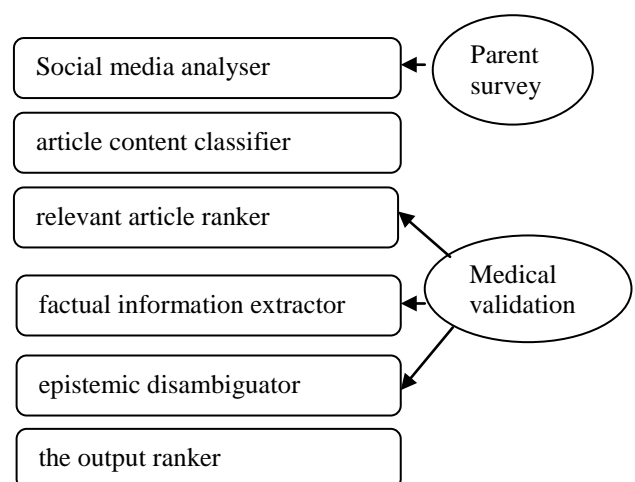 Social media analyser
Parent
survey
article content classifier
relevant article ranker
Medical
validation
factual information extractor
epistemic disambiguator
the output ranker